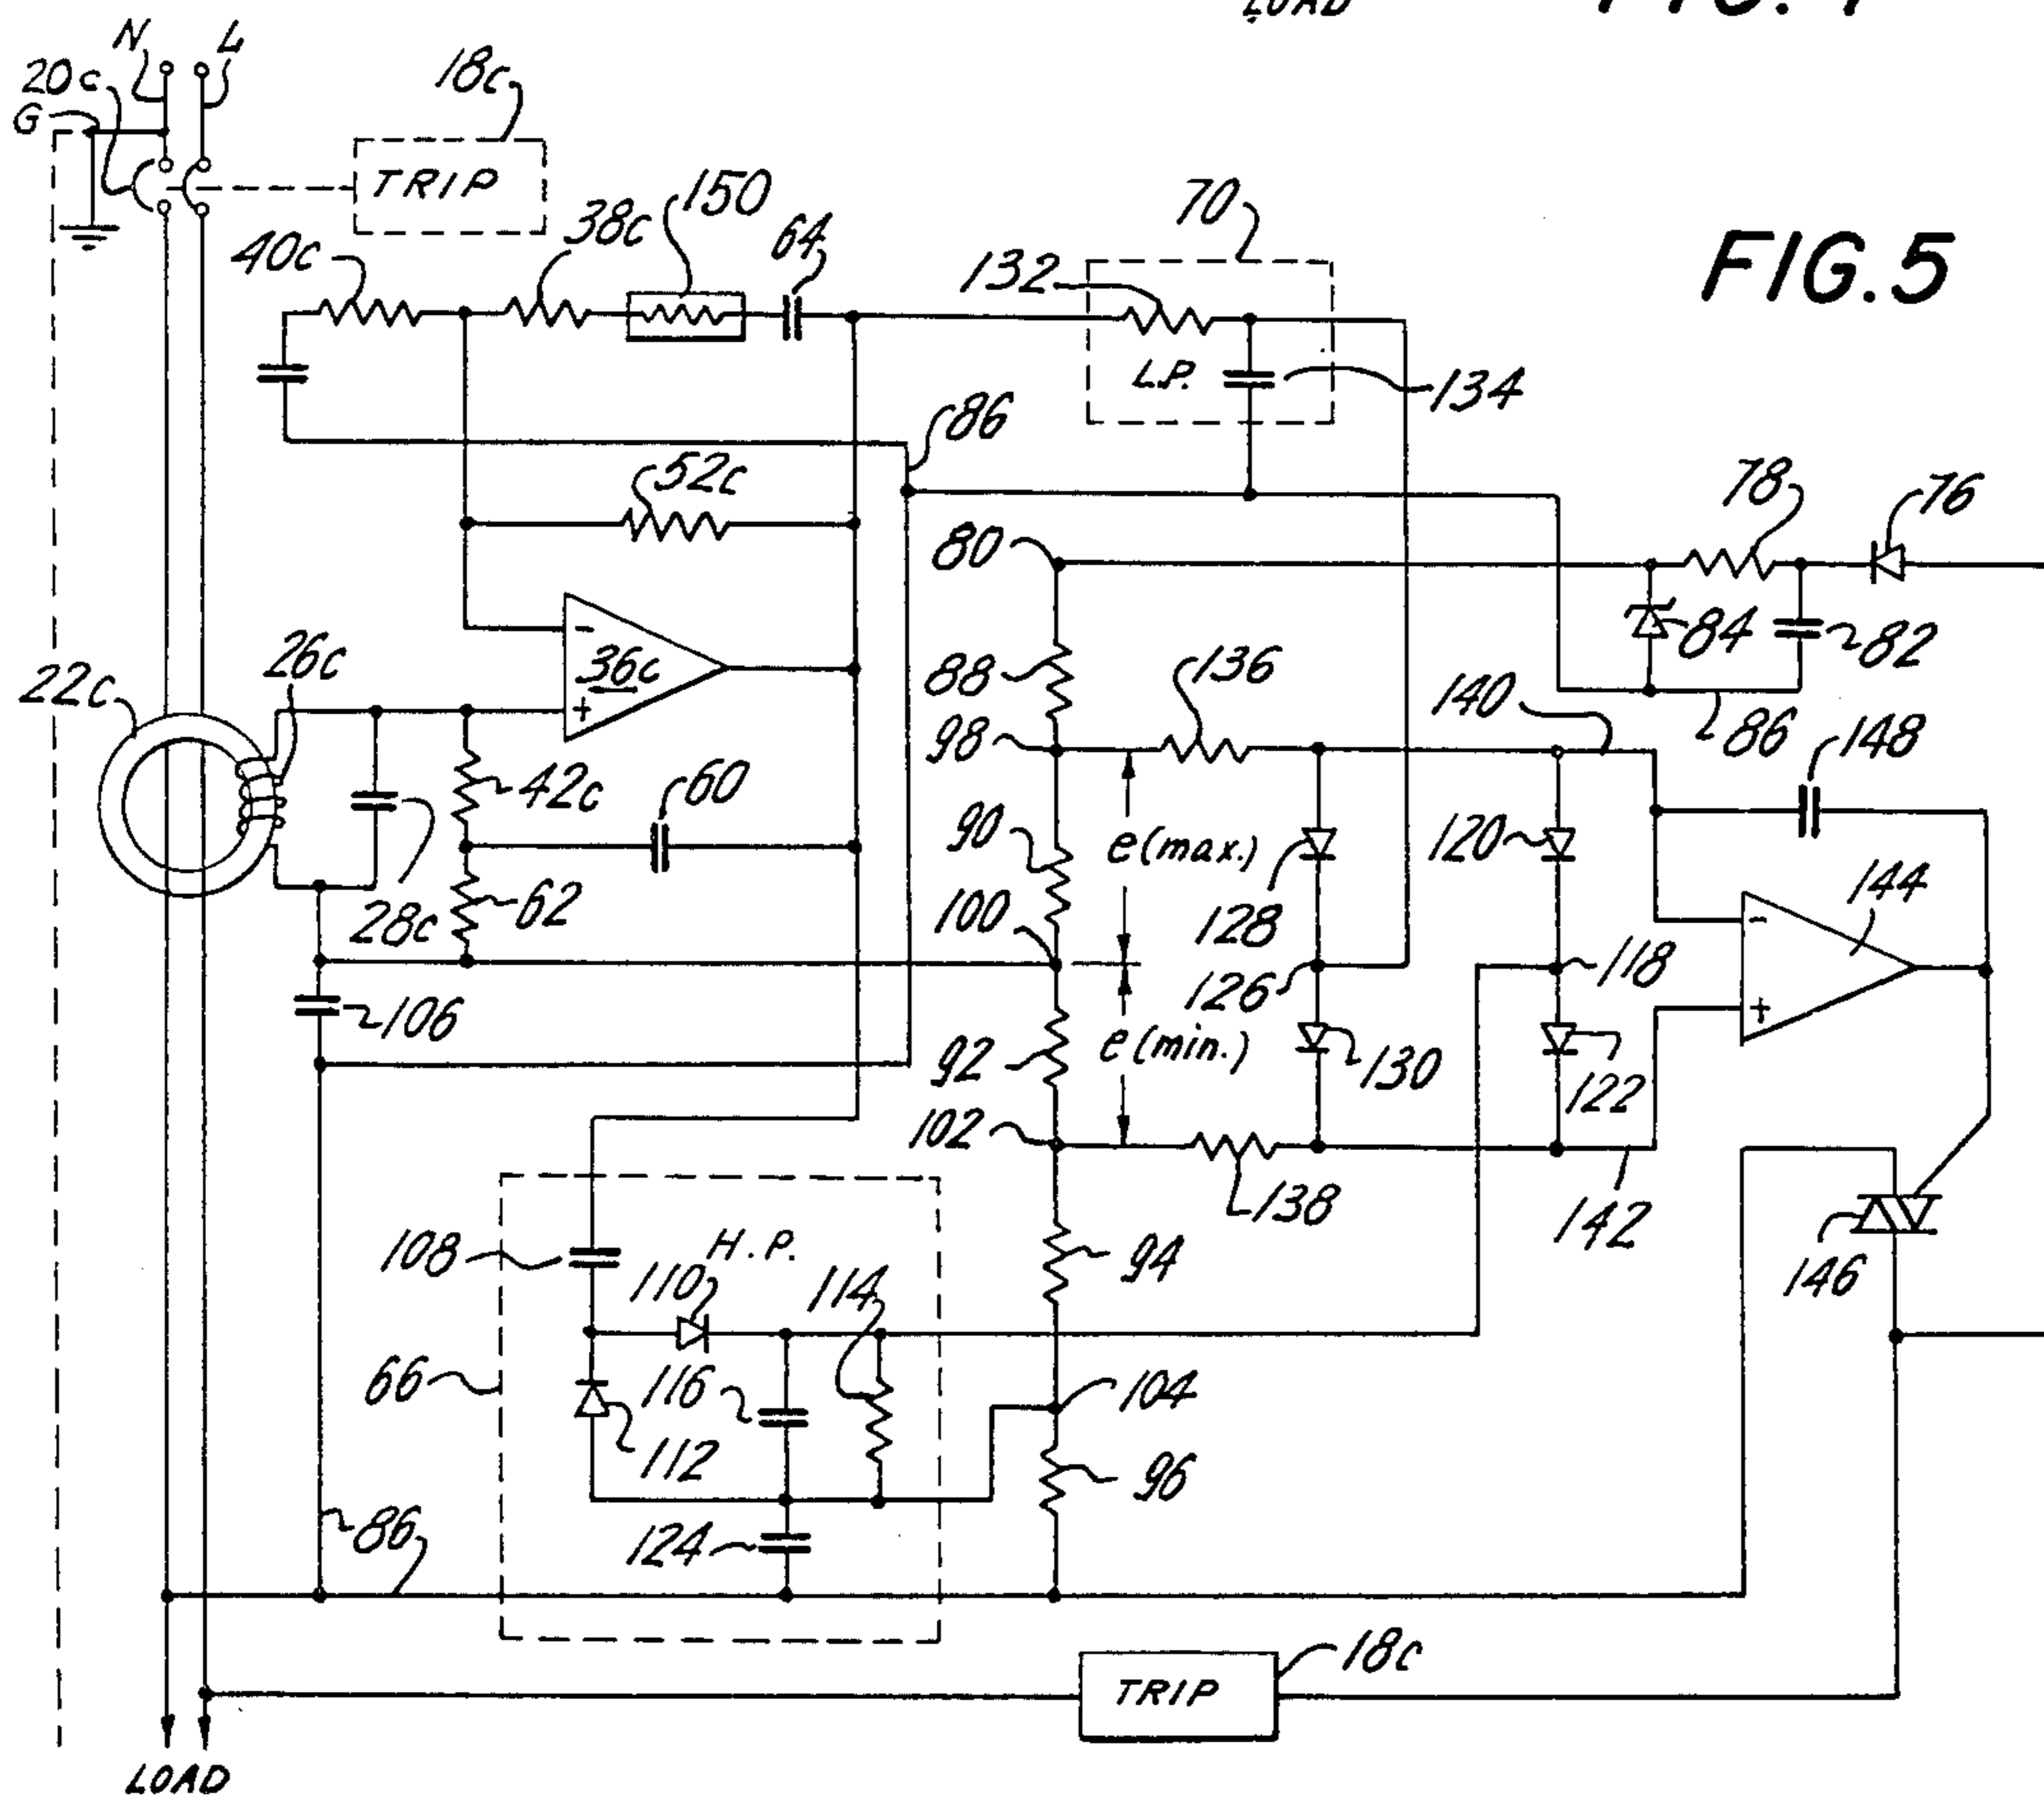 LOAD
FIG.
N L
20c
G
18c
TRIP
150
70
40c 38c 64 132
FIG.5
L.P.
134
86
52c
78 76
80
84 82
22c 26c 36c
- +
88 136 140
98 86 148
42c 60
90 e (max.) 120
62
28c 100 128 144
126 118
- +
106
92 e (min.) 130
122
102
138
142
108 H.P. 94
110 114 146
66 116 104
112
96
86 124
18c
TRIP
LOAD